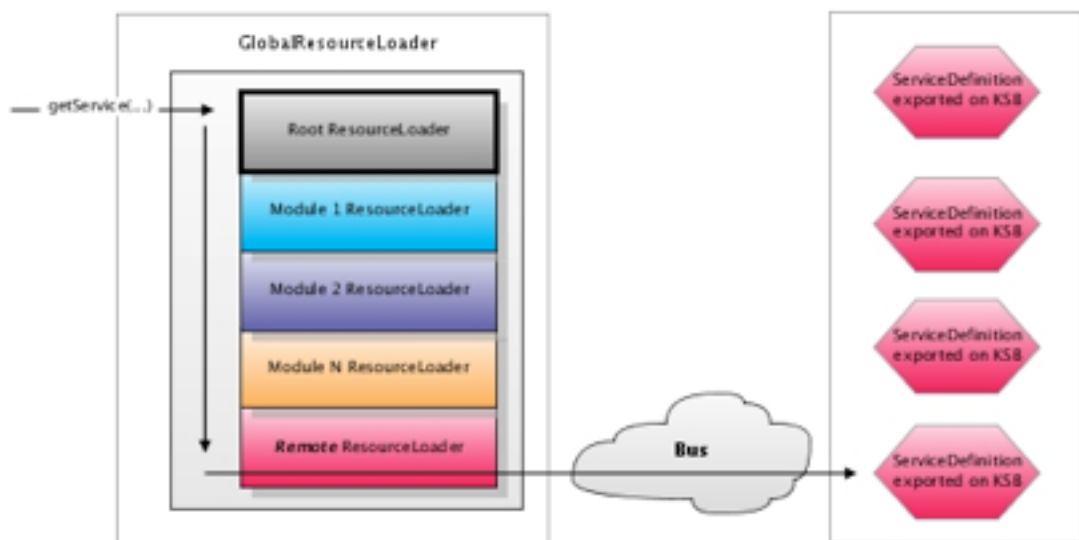 GlobalResourceLoader
getService(...)
Root ResourceLoader
Module 1 ResourceLoader
Module 2 ResourceLoader
Module N ResourceLoader
Remote ResourceLoader
Bus
ServiceDefinition
exported on KSB
ServiceDefinition
exported on KSB
ServiceDefinition
exported on KSB
ServiceDefinition
exported on KSB